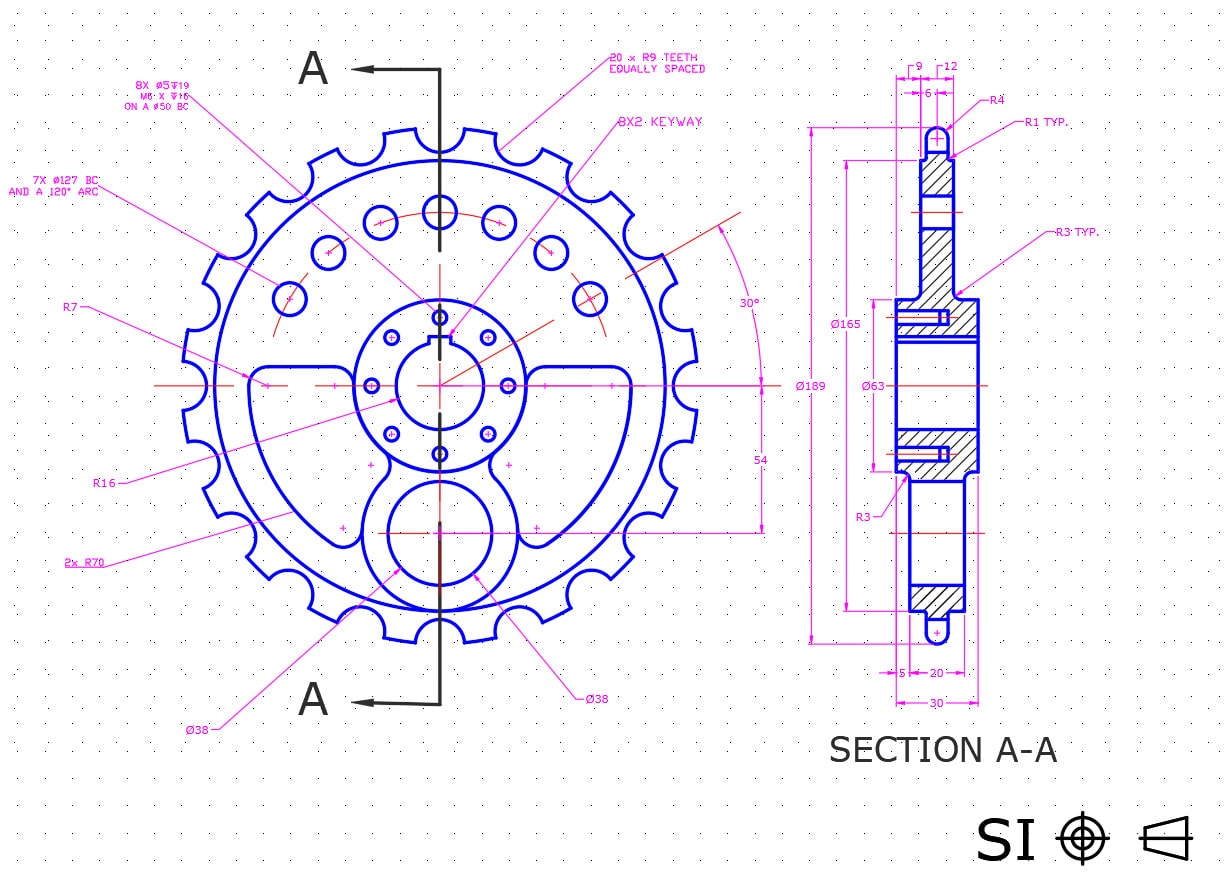 A
20 x R9 TEETH
EQUALLY SPACED
9
12
8X Ø5↧19
M6 X ↧16
ON A Ø50 BC
6
R4
8X2 KEYWAY
R1 TYP.
7X Ø127 BC
AND A 120° ARC
R3 TYP.
R7
30°
Ø165
Ø189
Ø63
54
R16
R3
2x R70
5
20
A
Ø38
Ø38
30
SECTION A-A
SI